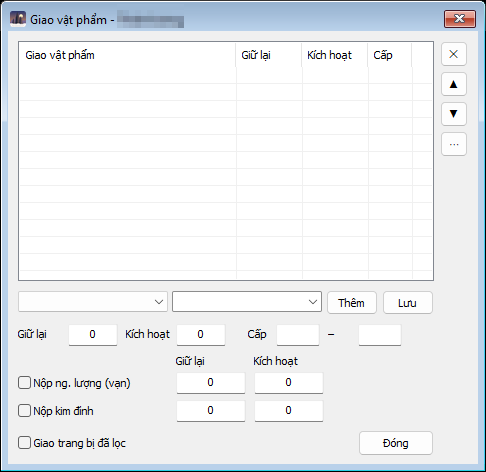 Giao vật phẩm -
Giao vật phẩm Giữ lại Kích hoạt Cấp
Thêm Lưu
Giữ lại 0 Kích hoạt 0 Cấp –
Giữ lại Kích hoạt
Nộp ng. lượng (vạn) 0 0
Nộp kim đỉnh 0 0
Giao trang bị đã lọc Đóng